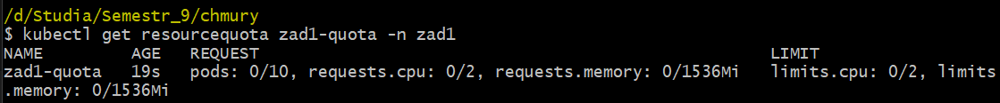 /d/Studia/Semestr_9/chmury
$ kubectl get resourcequota zad1-quota -n zad1
NAME         AGE   REQUEST                                                     LIMIT
zad1-quota   19s   pods: 0/10, requests.cpu: 0/2, requests.memory: 0/1536Mi   limits.cpu: 0/2, limits
.memory: 0/1536Mi